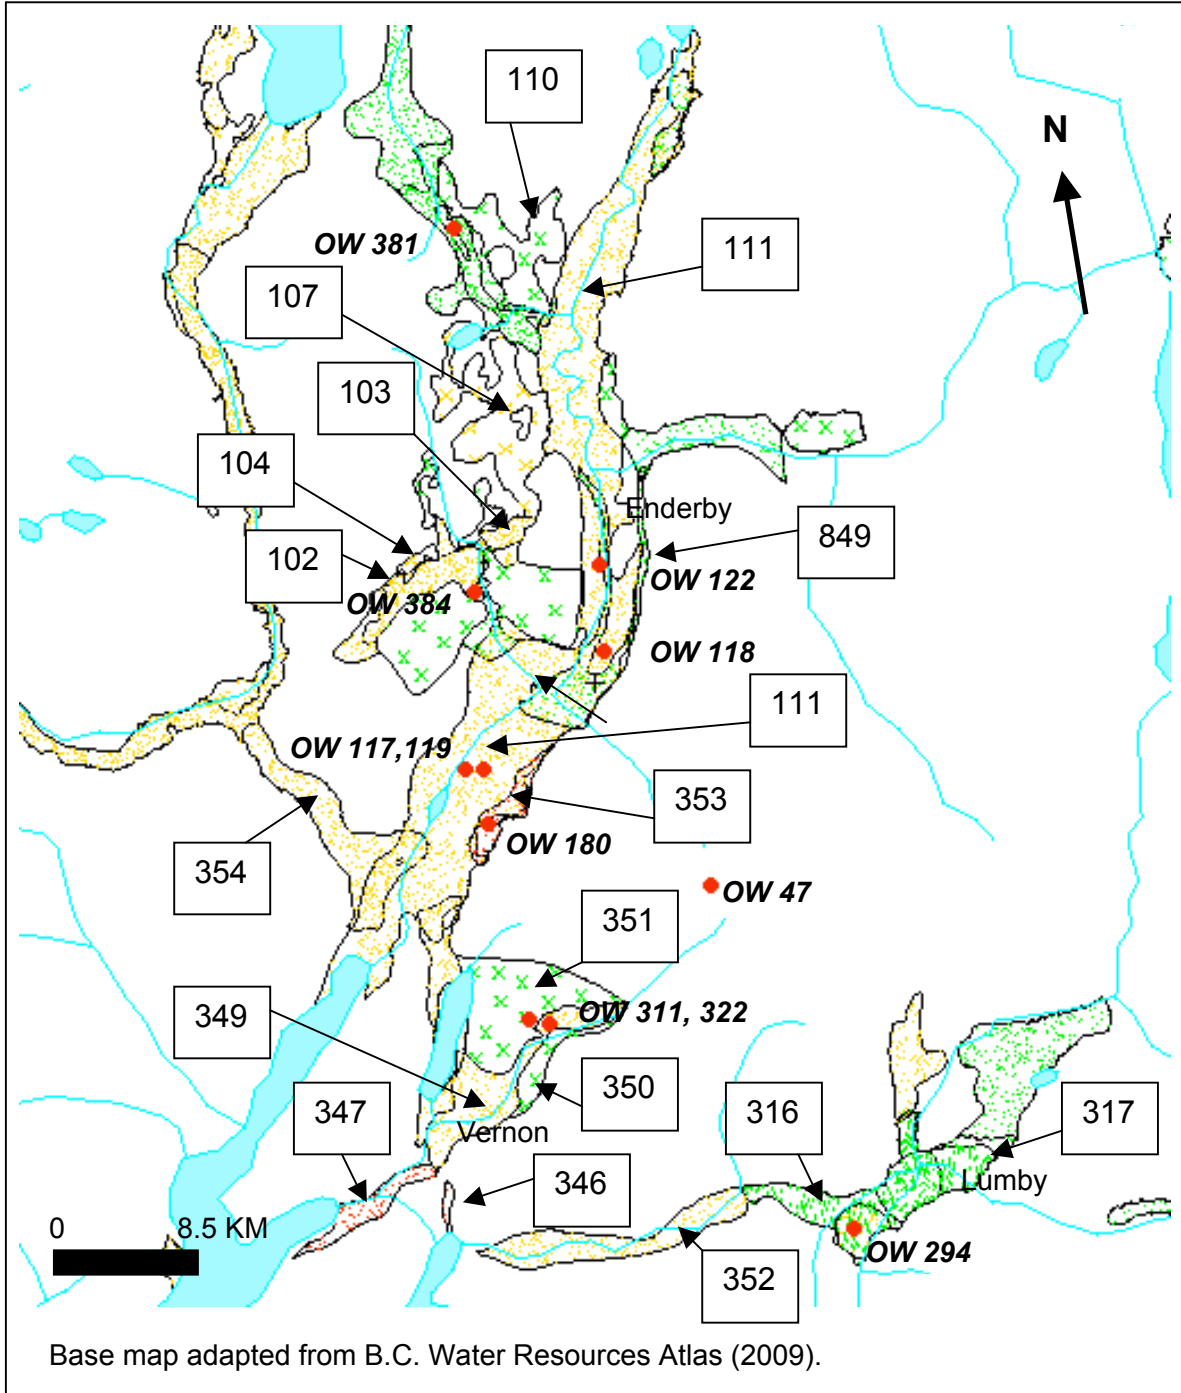 110
N
OW 381
111
107
103
104
Enderby
849
102
OW 122
OW 384
OW 118
111
OW 117,119
353
OW 180
354
OW 47
351
349
OW 311, 322
350
347
316
317
Vernon
346
Lumby
0 8.5 KM
OW 294
352
Base map adapted from B.C. Water Resources Atlas (2009).